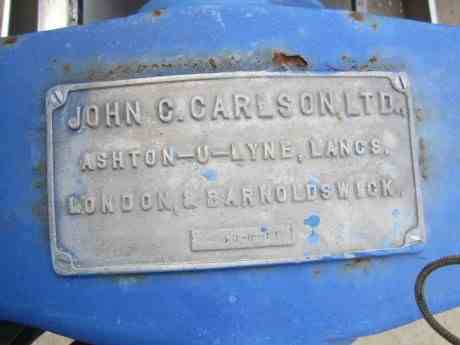 JOHN C. CARLSON, LTD.,
ASHTON-U-LYNE, LANCS.
LONDON, & BARNOLDSWICK.